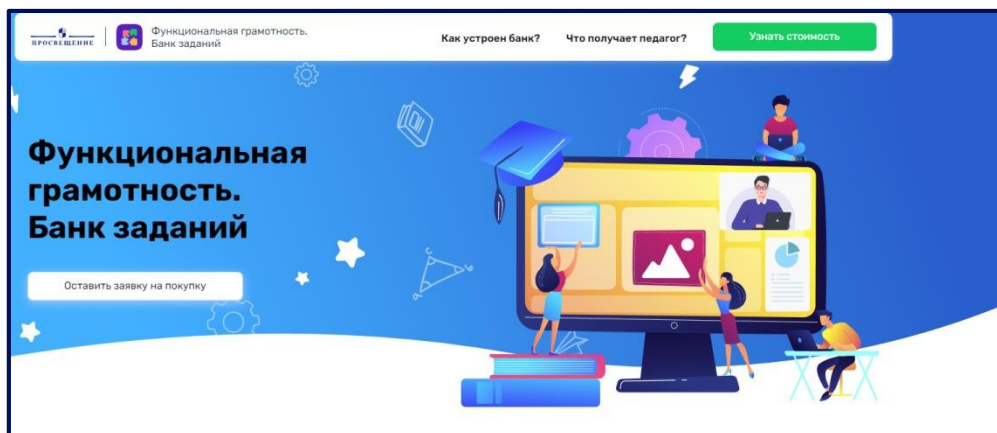 ПРОСВЕЩЕНИЕ
Функциональная грамотность.
Банк заданий
Как устроен банк?
Что получает педагог?
Узнать стоимость
Функциональная
грамотность.
Банк заданий
Оставить заявку на покупку
a
c
b